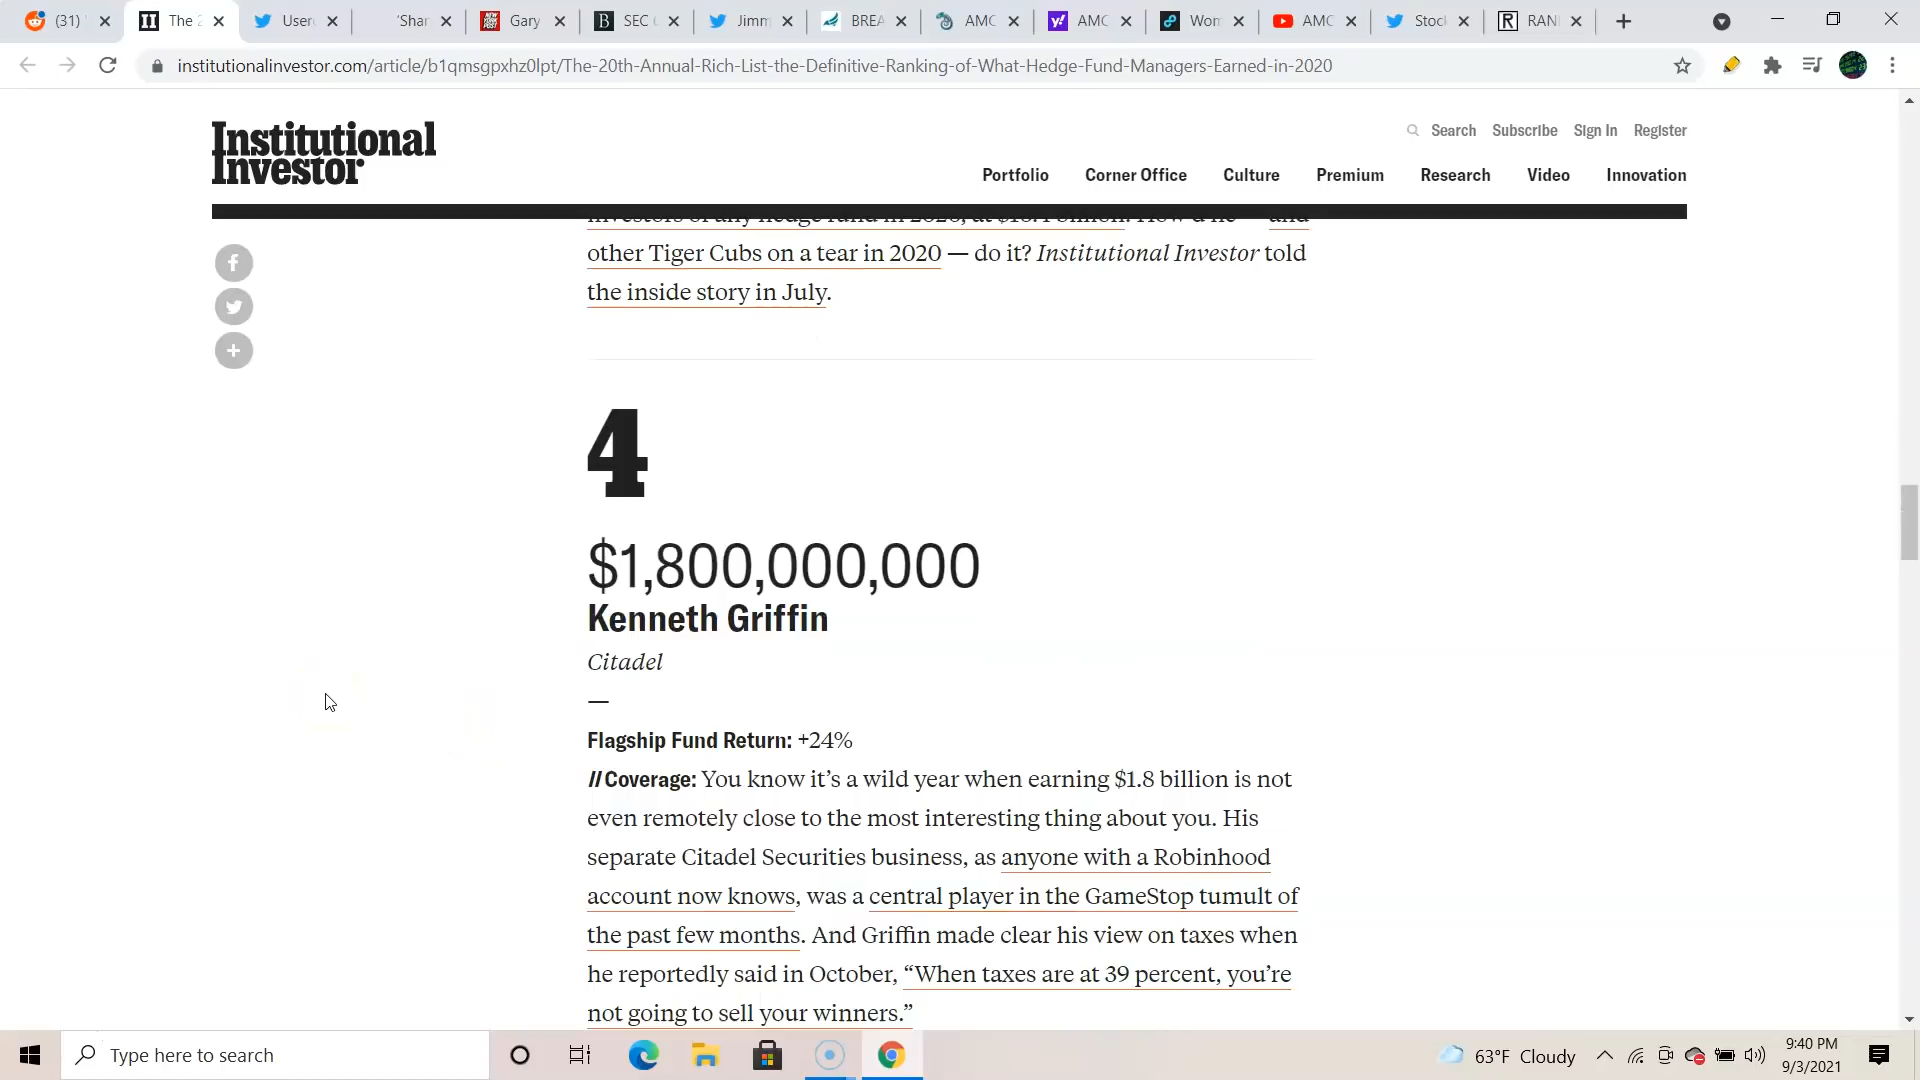 (31)
The 2
User
'Shar
Gary
SEC
Jimm
BREA
AMC
AMC
Wom
AMC
Stoc
RAN
institutionalinvestor.com/article/b1qmsgpxhz0lpt/The-20th-Annual-Rich-List-the-Definitive-Ranking-of-What-Hedge-Fund-Managers-Earned-in-2020
Institutional
Investor
Search Subscribe Sign In Register
Portfolio Corner Office Culture Premium Research Video Innovation
other Tiger Cubs on a tear in 2020 — do it? Institutional Investor told
the inside story in July.
4
$1,800,000,000
Kenneth Griffin
Citadel
—
Flagship Fund Return: +24%
// Coverage: You know it’s a wild year when earning $1.8 billion is not
even remotely close to the most interesting thing about you. His
separate Citadel Securities business, as anyone with a Robinhood
account now knows, was a central player in the GameStop tumult of
the past few months. And Griffin made clear his view on taxes when
he reportedly said in October, “When taxes are at 39 percent, you’re
not going to sell your winners.”
Type here to search
63°F Cloudy
9:40 PM
9/3/2021